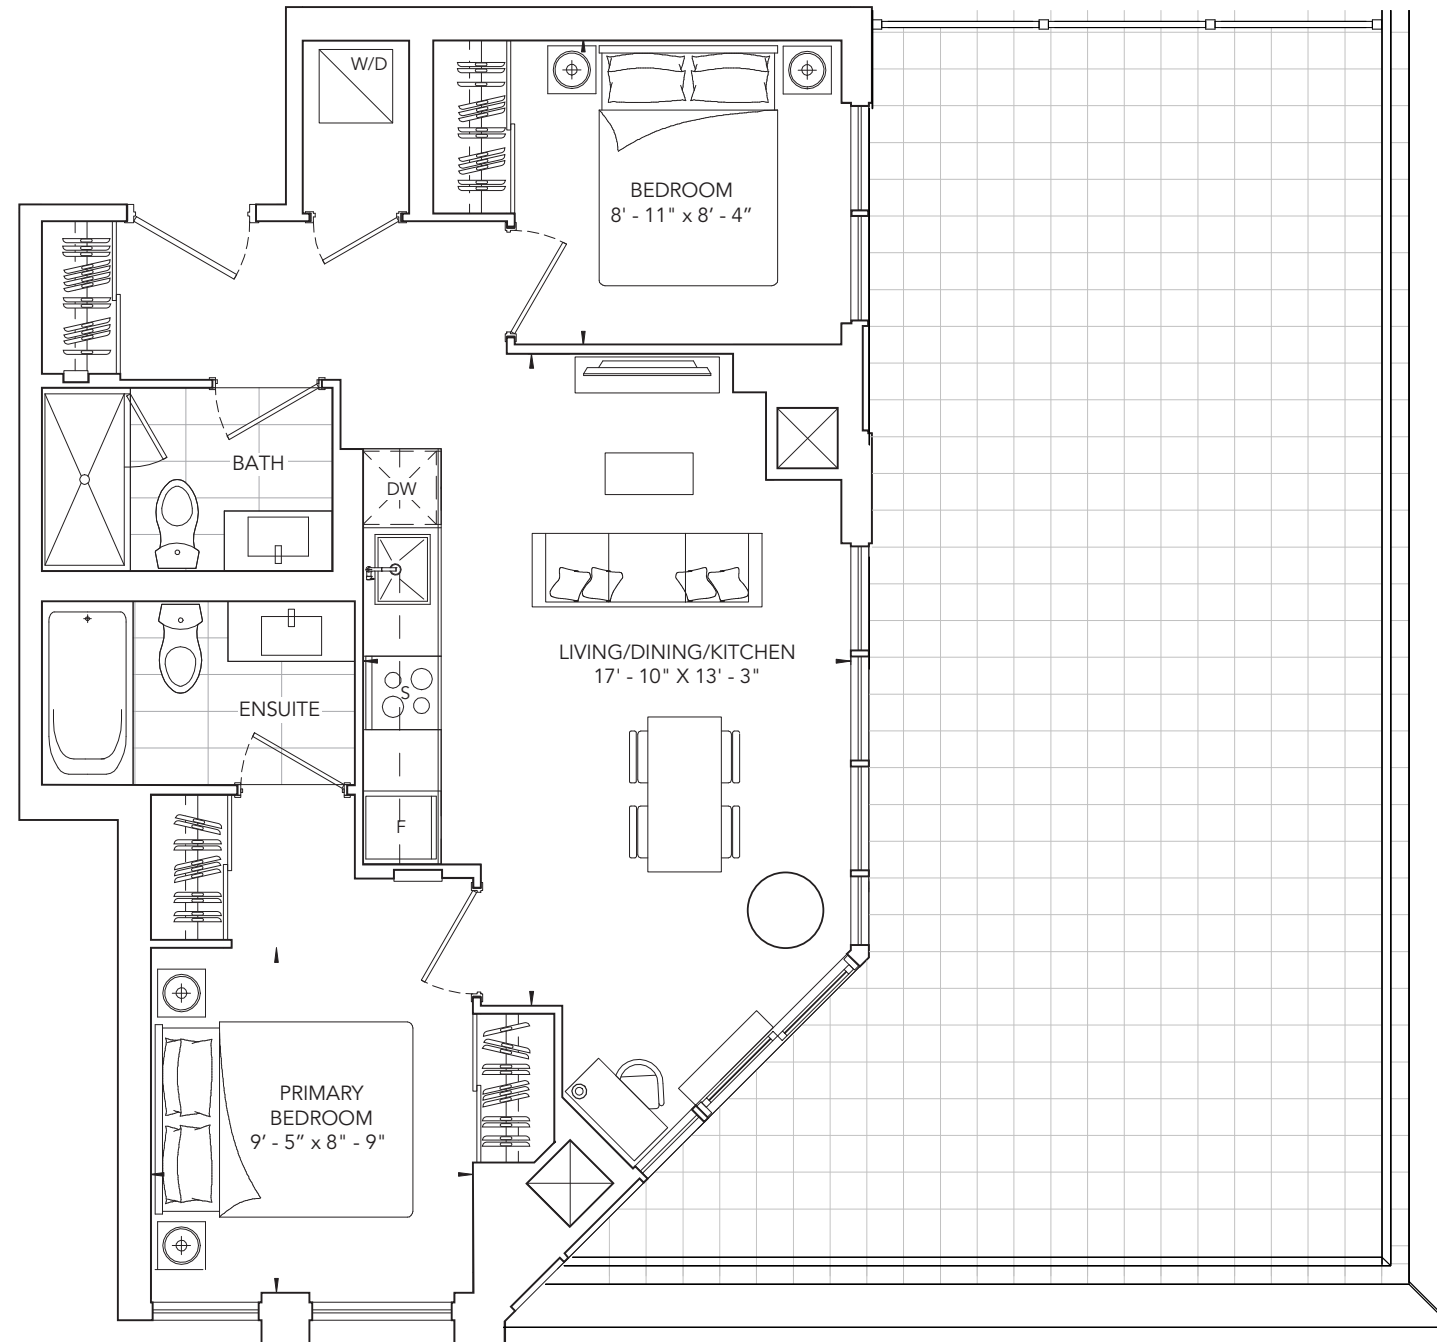 W/D
BEDROOM
8' - 11" x 8’ - 4”
BATH
DW
LIVING/DINING/KITCHEN
17' - 10" X 13' - 3"
S
ENSUITE
F
PRIMARY
BEDROOM
9’ - 5” x 8" - 9"